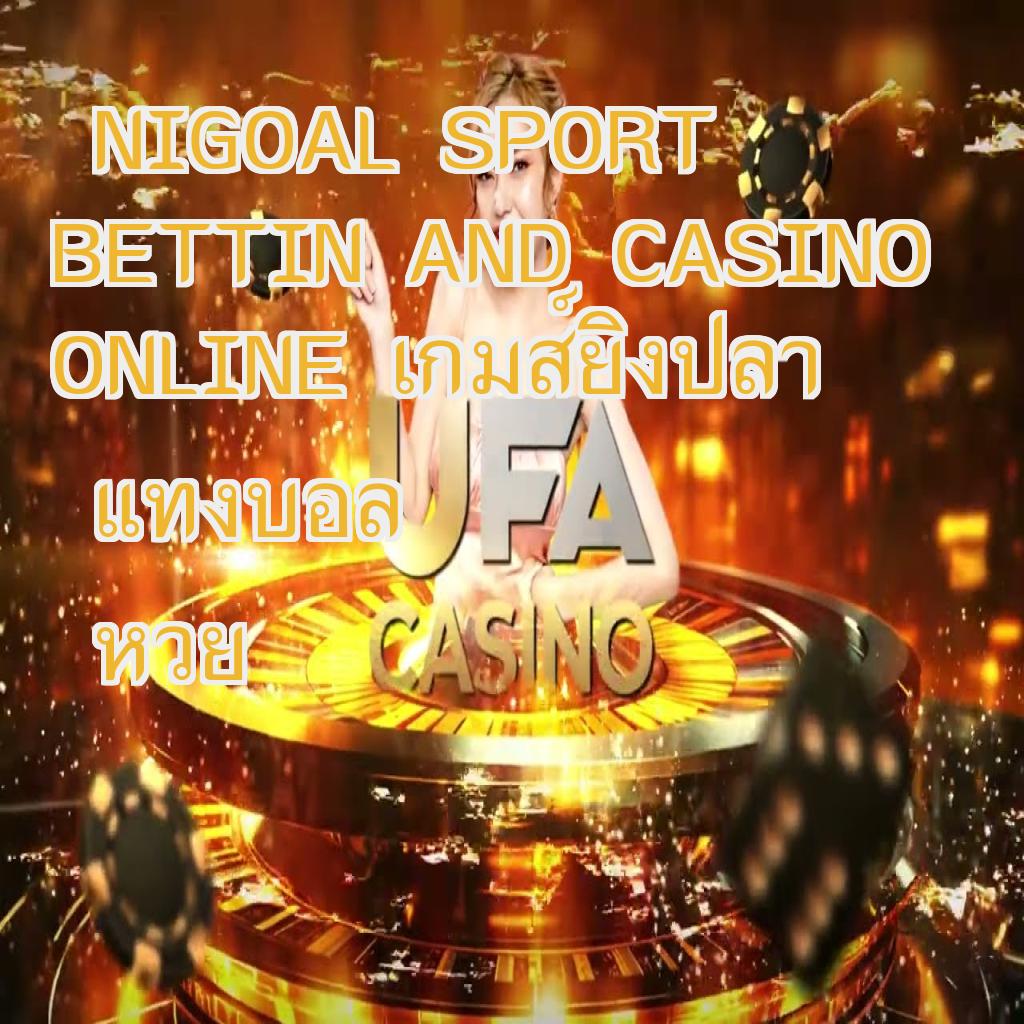 NIGOAL SPORT
BETTIN AND CASINO
ONLINE เกมส์ยิงปลา
แทงบอล
UFA
หวย
CASINO